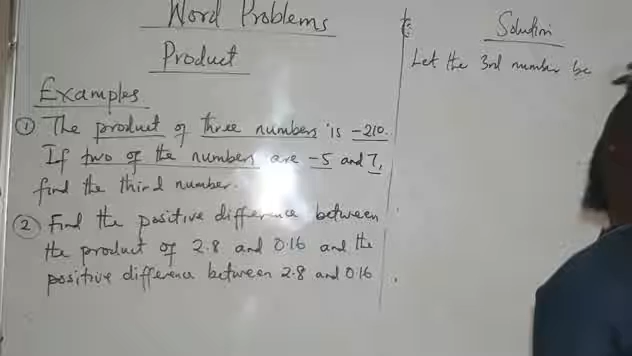 Word Problems
Product
Examples
① The product of three numbers is -210.
If two of the numbers are -5 and 7,
find the third number.
② Find the positive difference between
the product of 2.8 and 0.16 and the
positive difference between 2.8 and 0.16.
Solution
Let the 3rd number be